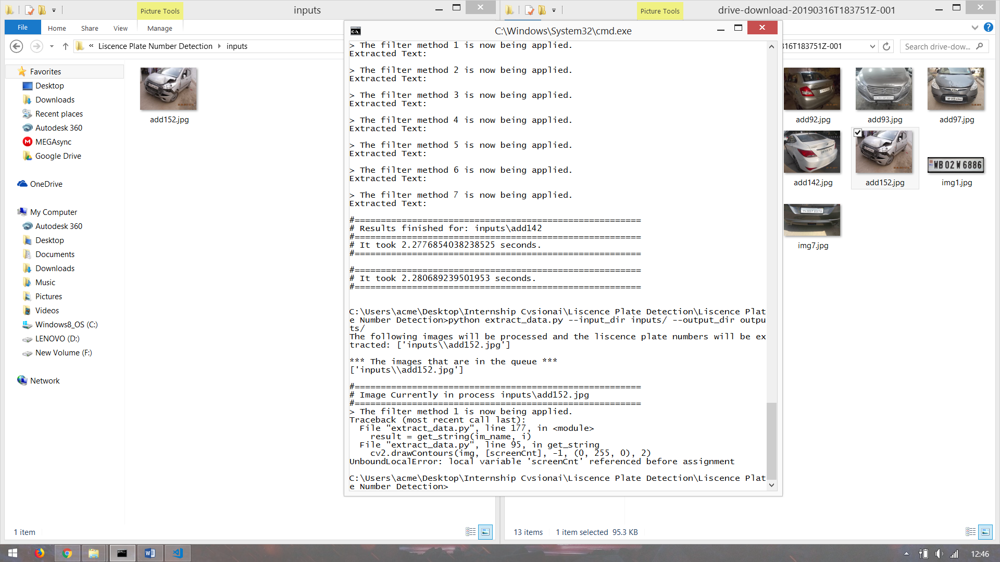 Picture Tools
inputs
File
Home
Share
View
Manage
« Liscence Plate Number Detection
inputs
Favorites
Desktop
Downloads
Recent places
Autodesk 360
MEGAsync
Google Drive
OneDrive
My Computer
Autodesk 360
Desktop
Documents
Downloads
Music
Pictures
Videos
Windows8_OS (C:)
LENOVO (D:)
New Volume (F:)
Network
add152.jpg
1 item
C:\Windows\System32\cmd.exe
> The filter method 1 is now being applied.
Extracted Text:
> The filter method 2 is now being applied.
Extracted Text:
> The filter method 3 is now being applied.
Extracted Text:
> The filter method 4 is now being applied.
Extracted Text:
> The filter method 5 is now being applied.
Extracted Text:
> The filter method 6 is now being applied.
Extracted Text:
> The filter method 7 is now being applied.
Extracted Text:
#=======================================================
# Results finished for: inputs\add142
#=======================================================
# It took 2.2776854038238525 seconds.
#=======================================================
#=======================================================
# It took 2.280689239501953 seconds.
#=======================================================
C:\Users\acme\Desktop\Internship Cvsionai\Liscence Plate Detection\Liscence Plat
e Number Detection>python extract_data.py --input_dir inputs/ --output_dir outpu
ts/
The following images will be processed and the liscence plate numbers will be ex
tracted: ['inputs\\add152.jpg']
*** The images that are in the queue ***
['inputs\\add152.jpg']
#=======================================================
# Image Currently in process inputs\add152.jpg
#=======================================================
> The filter method 1 is now being applied.
Traceback (most recent call last):
File "extract_data.py", line 177, in <module>
result = get_string(im_name, i)
File "extract_data.py", line 95, in get_string
cv2.drawContours(img, [screenCnt], -1, (0, 255, 0), 2)
UnboundLocalError: local variable 'screenCnt' referenced before assignment
C:\Users\acme\Desktop\Internship Cvsionai\Liscence Plate Detection\Liscence Plat
e Number Detection>
Picture Tools
drive-download-20190316T183751Z-001
316T183751Z-001
Search drive-dow...
add92.jpg
add93.jpg
add97.jpg
add142.jpg
add152.jpg
WB 02 W 6886
img1.jpg
img7.jpg
13 items
1 item selected 95.3 KB
12:46